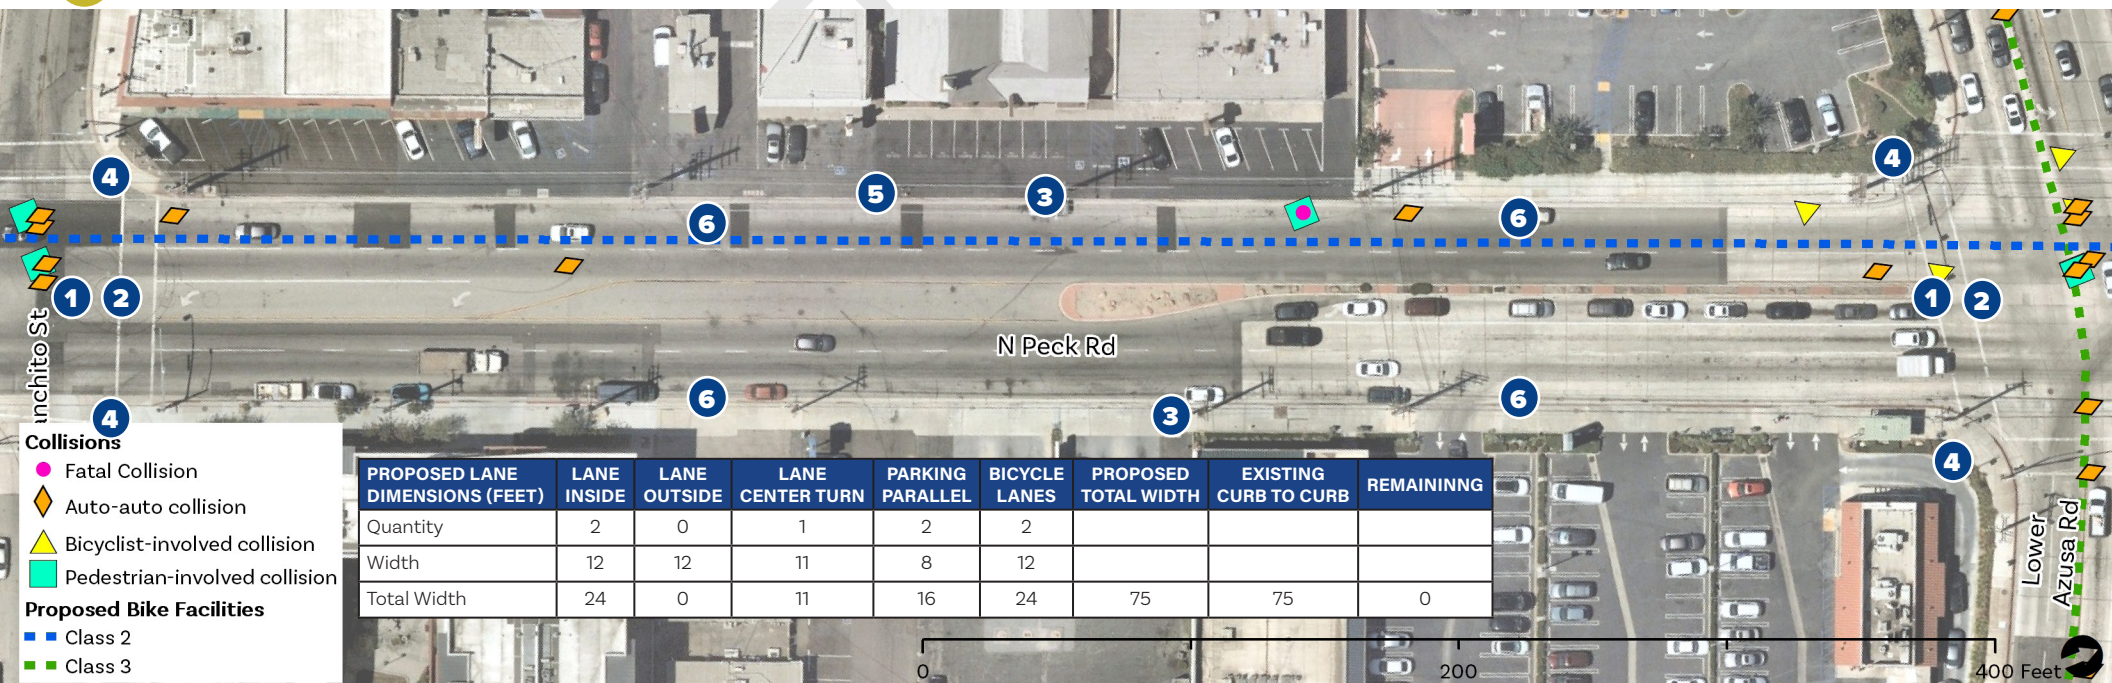 4
5
3
6
6
4
1
2
1
2
anchito St
N Peck Rd
6
3
6
4
4
Lower
Azusa Rd
Collisions
Fatal Collision
Auto-auto collision
Bicyclist-involved collision
Pedestrian-involved collision
Proposed Bike Facilities
Class 2
Class 3
PROPOSED LANE DIMENSIONS (FEET) LANE INSIDE LANE OUTSIDE LANE CENTER TURN PARKING PARALLEL BICYCLE LANES PROPOSED TOTAL WIDTH EXISTING CURB TO CURB REMAININNG
Quantity 2 0 1 2 2
Width 12 12 11 8 12
Total Width 24 0 11 16 24 75 75 0
0 200 400 Feet